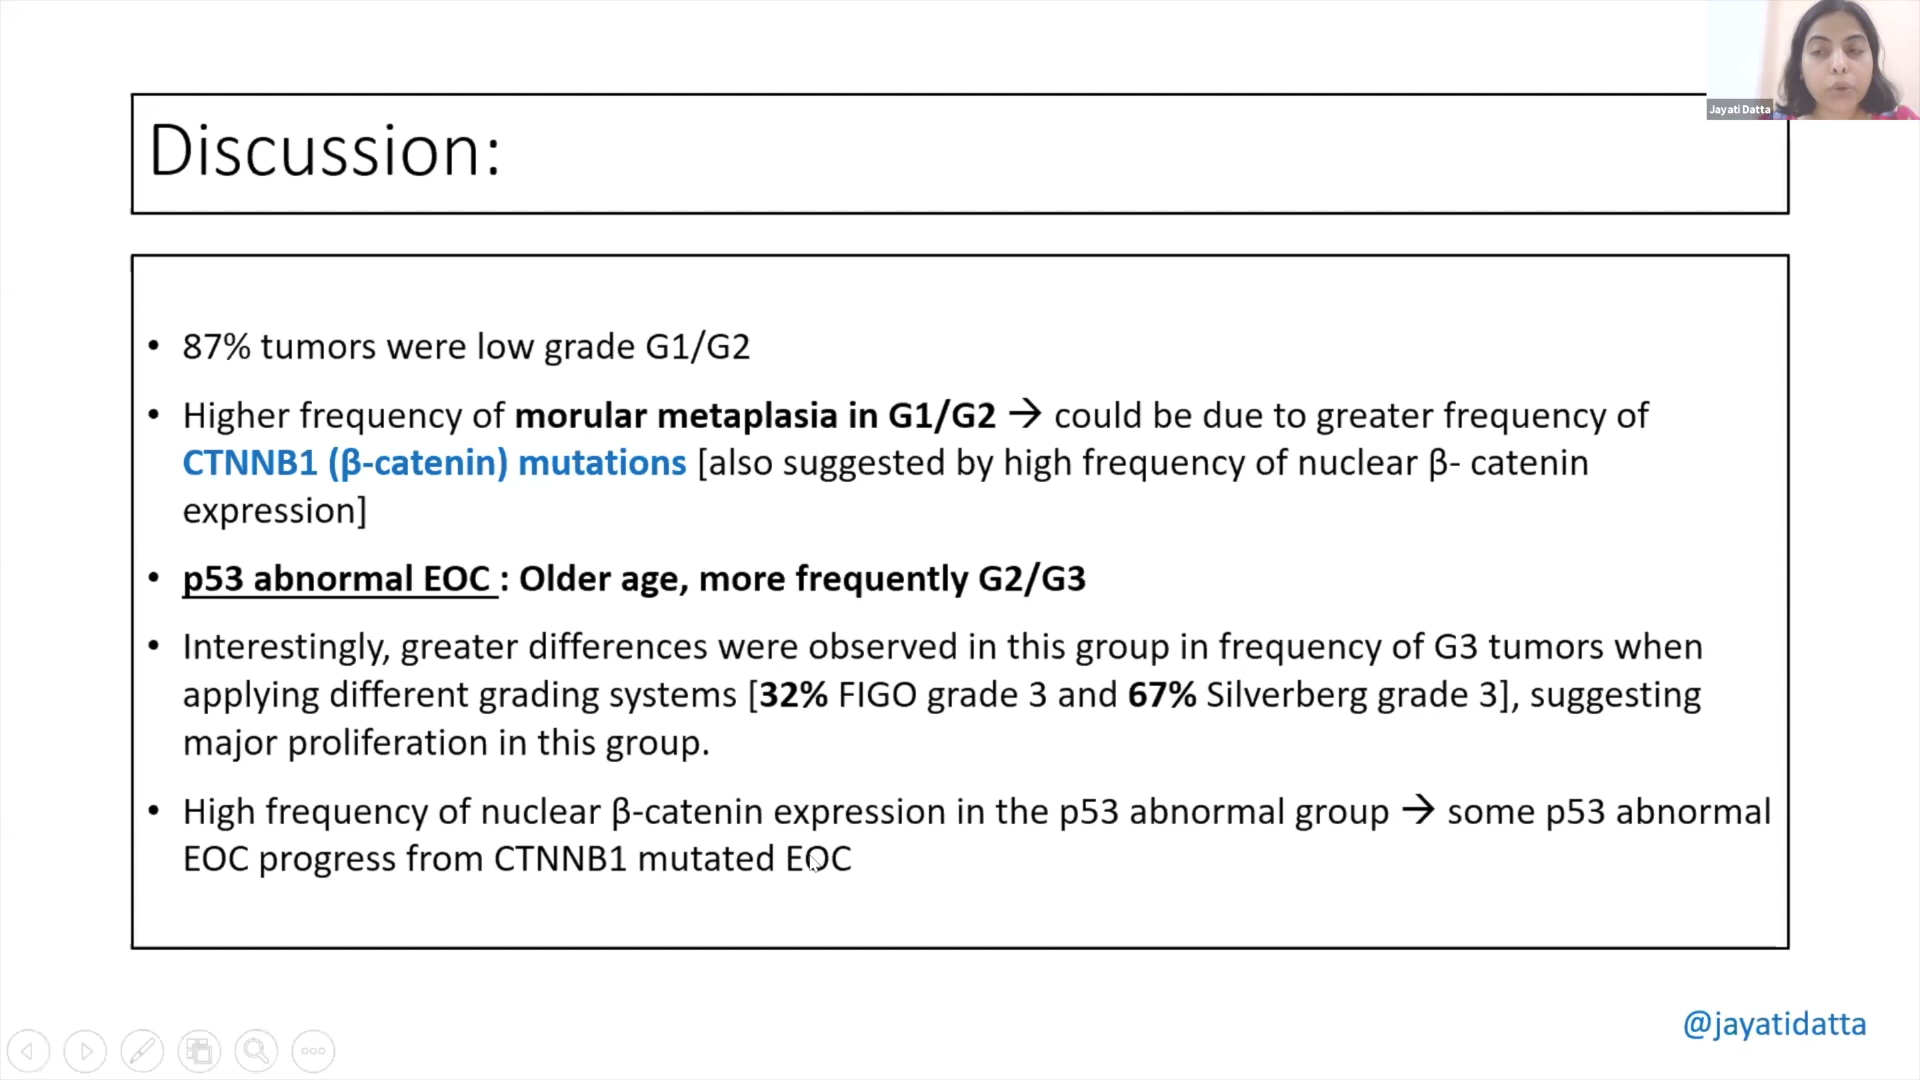 Jayati Datta
Discussion:
• 87% tumors were low grade G1/G2
• Higher frequency of morular metaplasia in G1/G2 → could be due to greater frequency of
CTNNB1 (β-catenin) mutations [also suggested by high frequency of nuclear β- catenin
expression]
• p53 abnormal EOC : Older age, more frequently G2/G3
• Interestingly, greater differences were observed in this group in frequency of G3 tumors when
applying different grading systems [32% FIGO grade 3 and 67% Silverberg grade 3], suggesting
major proliferation in this group.
• High frequency of nuclear β-catenin expression in the p53 abnormal group → some p53 abnormal
EOC progress from CTNNB1 mutated EOC
@jayatidatta